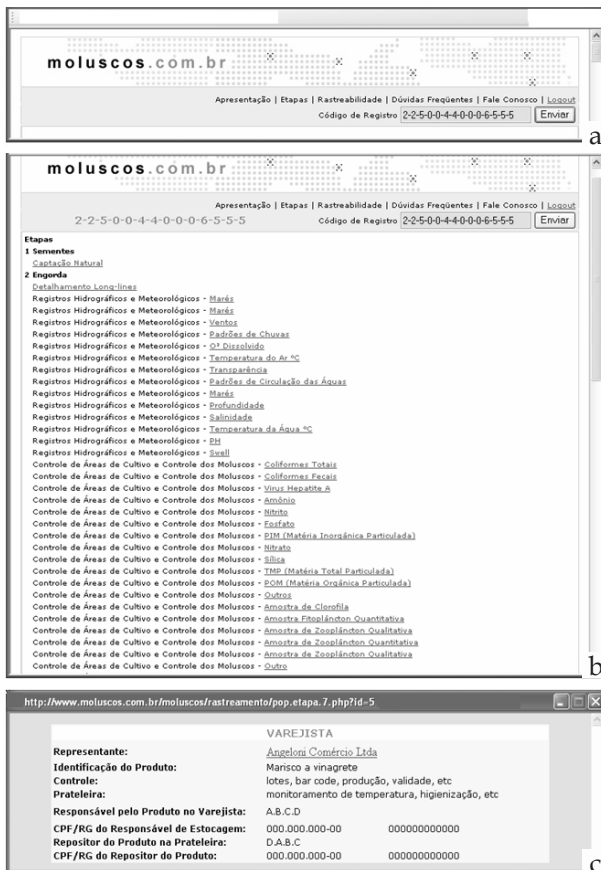 moluscos.com.br
Apresentação | Etapas | Rastreabilidade | Dúvidas Freqüentes | Fale Conosco | Logout
Código de Registro 2-2-5-0-0-4-4-0-0-0-6-5-5-5 Enviar
a
moluscos.com.br
Apresentação | Etapas | Rastreabilidade | Dúvidas Freqüentes | Fale Conosco | Logout
2-2-5-0-0-4-4-0-0-0-6-5-5-5 Código de Registro 2-2-5-0-0-4-4-0-0-0-6-5-5-5 Enviar
Etapas
1 Sementes
Captação Natural
2 Engorda
Detalhamento Long-lines
Registros Hidrográficos e Meteorológicos - Marés
Registros Hidrográficos e Meteorológicos - Marés
Registros Hidrográficos e Meteorológicos - Ventos
Registros Hidrográficos e Meteorológicos - Padrões de Chuvas
Registros Hidrográficos e Meteorológicos - O² Dissolvido
Registros Hidrográficos e Meteorológicos - Temperatura do Ar ºC
Registros Hidrográficos e Meteorológicos - Transparência
Registros Hidrográficos e Meteorológicos - Padrões de Circulação das Águas
Registros Hidrográficos e Meteorológicos - Marés
Registros Hidrográficos e Meteorológicos - Profundidade
Registros Hidrográficos e Meteorológicos - Salinidade
Registros Hidrográficos e Meteorológicos - Temperatura da Água ºC
Registros Hidrográficos e Meteorológicos - PH
Registros Hidrográficos e Meteorológicos - Swell
Controle de Áreas de Cultivo e Controle dos Moluscos - Coliformes Totais
Controle de Áreas de Cultivo e Controle dos Moluscos - Coliformes Fecais
Controle de Áreas de Cultivo e Controle dos Moluscos - Virus Hepatite A
Controle de Áreas de Cultivo e Controle dos Moluscos - Amônio
Controle de Áreas de Cultivo e Controle dos Moluscos - Nitrito
Controle de Áreas de Cultivo e Controle dos Moluscos - Fosfato
Controle de Áreas de Cultivo e Controle dos Moluscos - PIM (Matéria Inorgânica Particulada)
Controle de Áreas de Cultivo e Controle dos Moluscos - Nitrato
Controle de Áreas de Cultivo e Controle dos Moluscos - Sílica
Controle de Áreas de Cultivo e Controle dos Moluscos - TMP (Matéria Total Particulada)
Controle de Áreas de Cultivo e Controle dos Moluscos - POM (Matéria Orgânica Particulada)
Controle de Áreas de Cultivo e Controle dos Moluscos - Outros
Controle de Áreas de Cultivo e Controle dos Moluscos - Amostra de Clorofila
Controle de Áreas de Cultivo e Controle dos Moluscos - Amostra Fitoplâncton Quantitativa
Controle de Áreas de Cultivo e Controle dos Moluscos - Amostra de Zooplâncton Qualitativa
Controle de Áreas de Cultivo e Controle dos Moluscos - Amostra de Zooplâncton Quantitativa
Controle de Áreas de Cultivo e Controle dos Moluscos - Amostra de Zooplâncton Qualitativa
Controle de Áreas de Cultivo e Controle dos Moluscos - Outro
b
http://www.moluscos.com.br/moluscos/rastreamento/pop.etapa.7.php?id=5
VAREJISTA
Representante: Angeloni Comércio Ltda
Identificação do Produto: Marisco a vinagrete
Controle: lotes, bar code, produção, validade, etc
Prateleira: monitoramento de temperatura, higienização, etc
Responsável pelo Produto no Varejista: A.B.C.D
CPF/RG do Responsável de Estocagem: 000.000.000-00 000000000000
Repositor do Produto na Prateleira: D.A.B.C
CPF/RG do Repositor do Produto: 000.000.000-00 000000000000
c